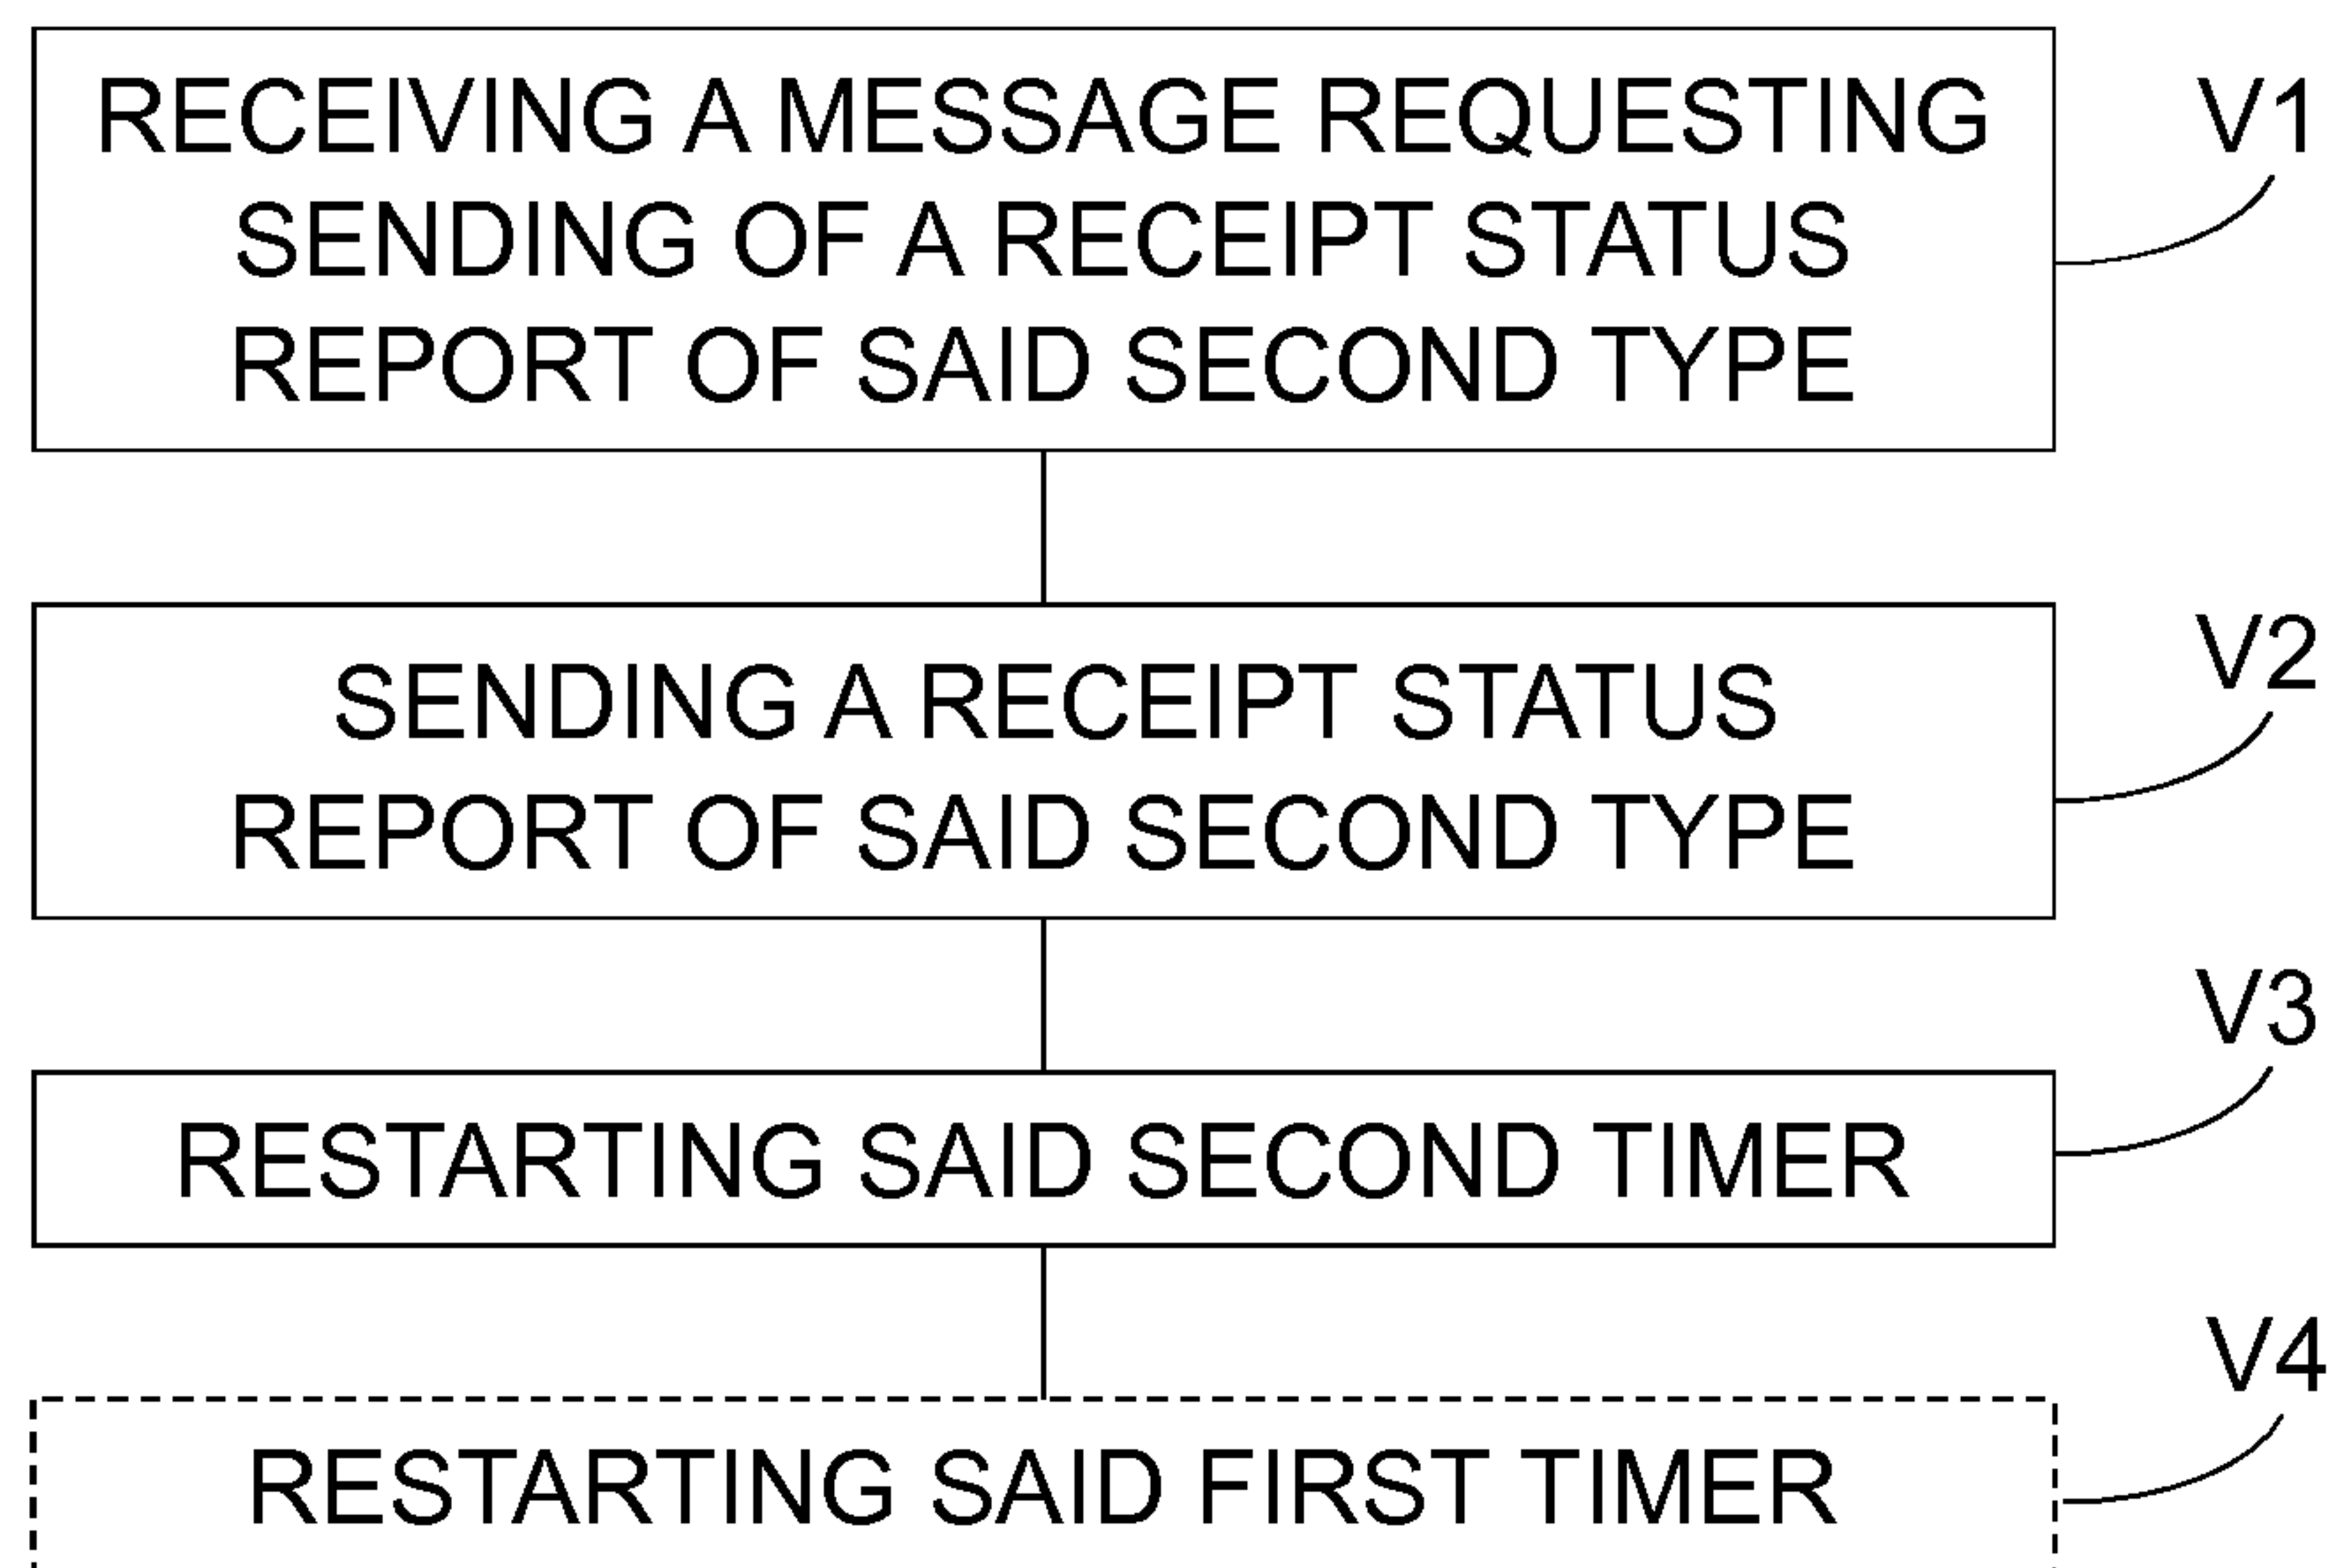 RECEIVING A MESSAGE REQUESTING
SENDING OF A RECEIPT STATUS
REPORT OF SAID SECOND TYPE
V1
SENDING A RECEIPT STATUS
REPORT OF SAID SECOND TYPE
V2
RESTARTING SAID SECOND TIMER
V3
RESTARTING SAID FIRST TIMER
V4